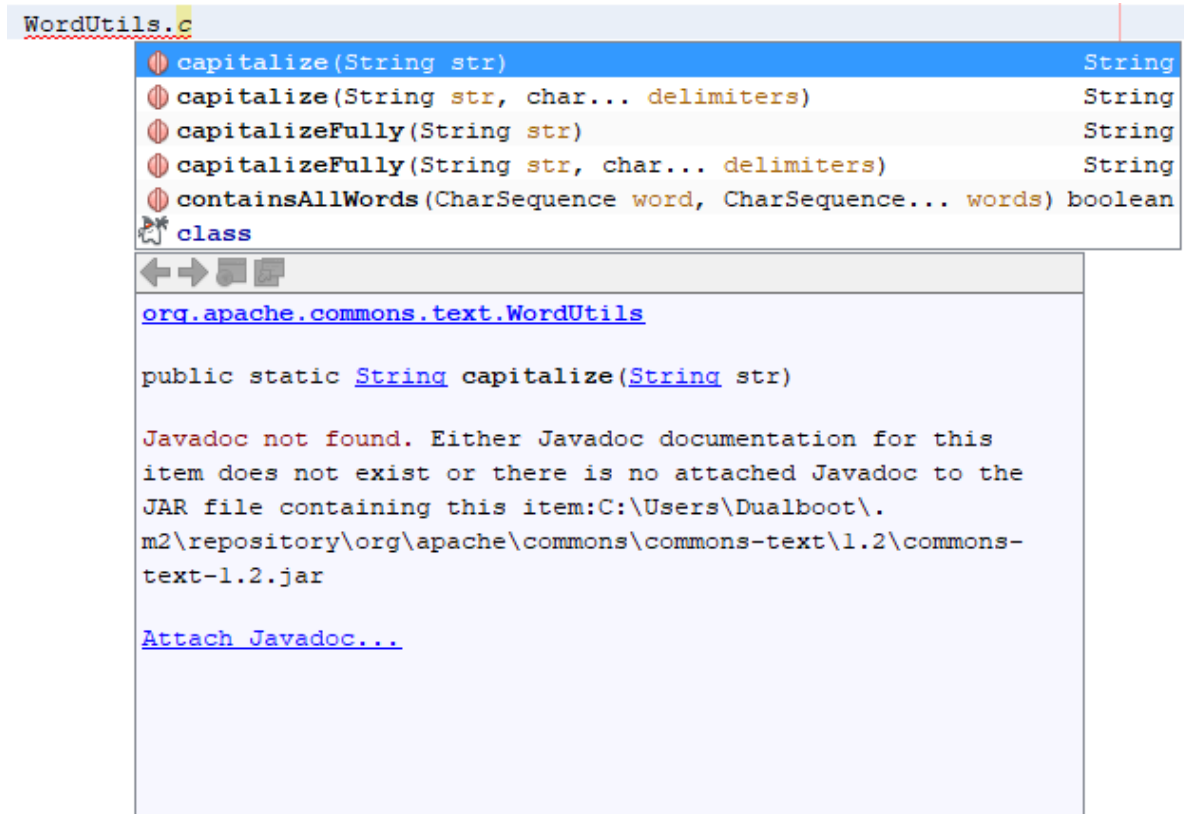 WordUtils.c
capitalize(String str) String
capitalize(String str, char... delimiters) String
capitalizeFully(String str) String
capitalizeFully(String str, char... delimiters) String
containsAllWords(CharSequence word, CharSequence... words) boolean
class
org.apache.commons.text.WordUtils
public static String capitalize(String str)
Javadoc not found. Either Javadoc documentation for this
item does not exist or there is no attached Javadoc to the
JAR file containing this item:C:\Users\Dualboot\.
m2\repository\org\apache\commons\commons-text\1.2\commons-
text-1.2.jar
Attach Javadoc...